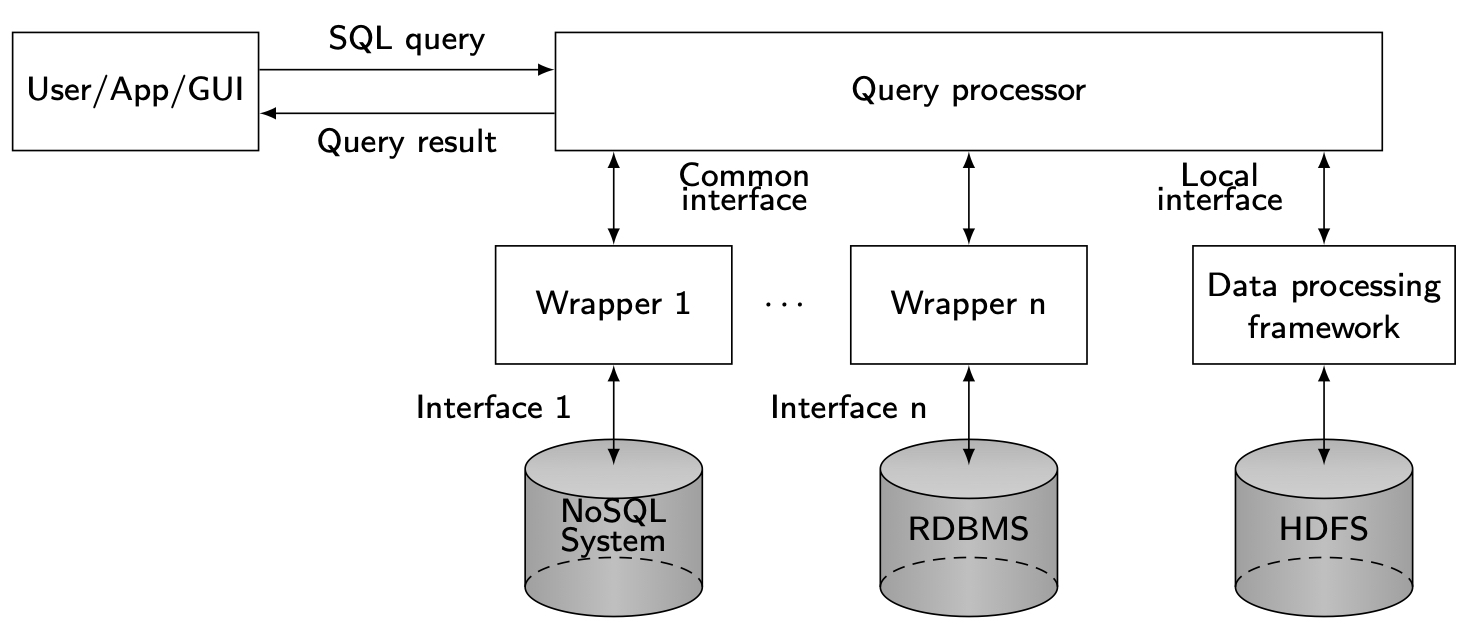 SQL query
User/App/GUI
Query processor
Query result
Common
interface
Local
interface
Wrapper 1
...
Wrapper n
Data processing
framework
Interface 1
Interface n
NoSQL
System
RDBMS
HDFS